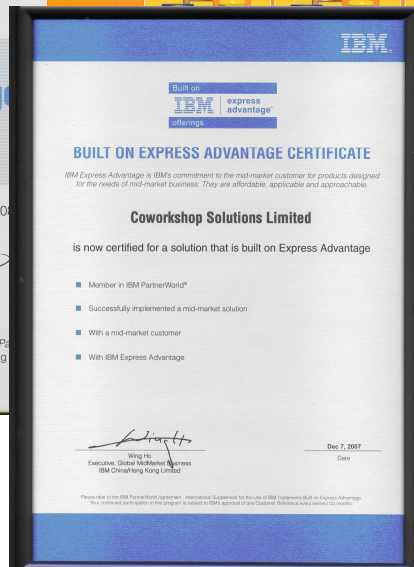 IBM
Built on
IBM express
advantage™
offerings
BUILT ON EXPRESS ADVANTAGE CERTIFICATE
IBM Express Advantage is IBM's commitment to the mid-market customer for products designed
for the needs of mid-market business. They are affordable, applicable and approachable.
Coworkshop Solutions Limited
is now certified for a solution that is built on Express Advantage
Member in IBM PartnerWorld®
Successfully implemented a mid-market solution
With a mid-market customer
With IBM Express Advantage
Wing Ho
Executive, Global MidMarket Business
IBM China/Hong Kong Limited
Dec 7, 2007
Date
Please refer to the IBM PartnerWorld Agreement - International Supplement for the Use of IBM Trademarks Built on Express Advantage.
Your continued participation in this program is subject to IBM's approval of one Customer Reference every twelve (12) months.